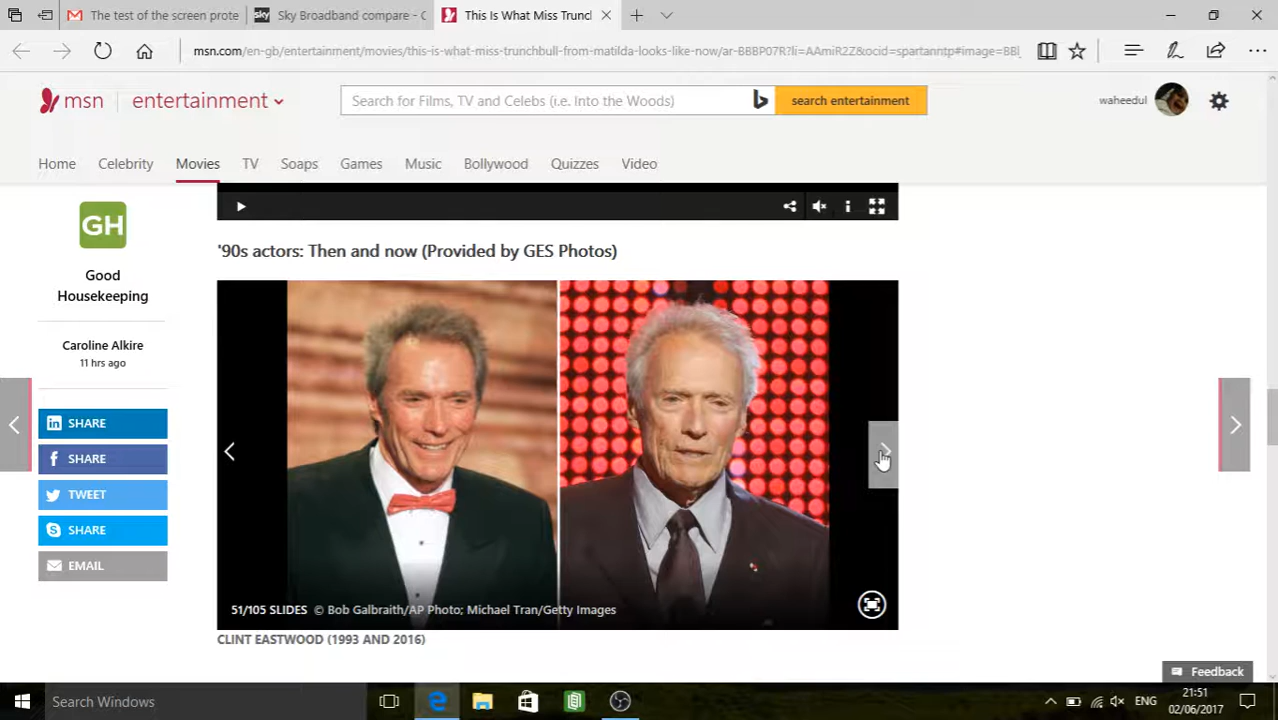 The test of the screen prote
Sky Broadband compare - C
This Is What Miss Trunchb
msn.com/en-gb/entertainment/movies/this-is-what-miss-trunchbull-from-matilda-looks-like-now/ar-BBBP07R?li=AAmiR2Z&ocid=spartanntp#image=BBl
msn entertainment
Search for Films, TV and Celebs (i.e. Into the Woods)
search entertainment
waheedul
Home Celebrity Movies TV Soaps Games Music Bollywood Quizzes Video
GH
Good
Housekeeping
Caroline Alkire
11 hrs ago
in SHARE
f SHARE
TWEET
S SHARE
EMAIL
'90s actors: Then and now (Provided by GES Photos)
51/105 SLIDES © Bob Galbraith/AP Photo; Michael Tran/Getty Images
CLINT EASTWOOD (1993 AND 2016)
Feedback
Search Windows
ENG
21:51
02/06/2017